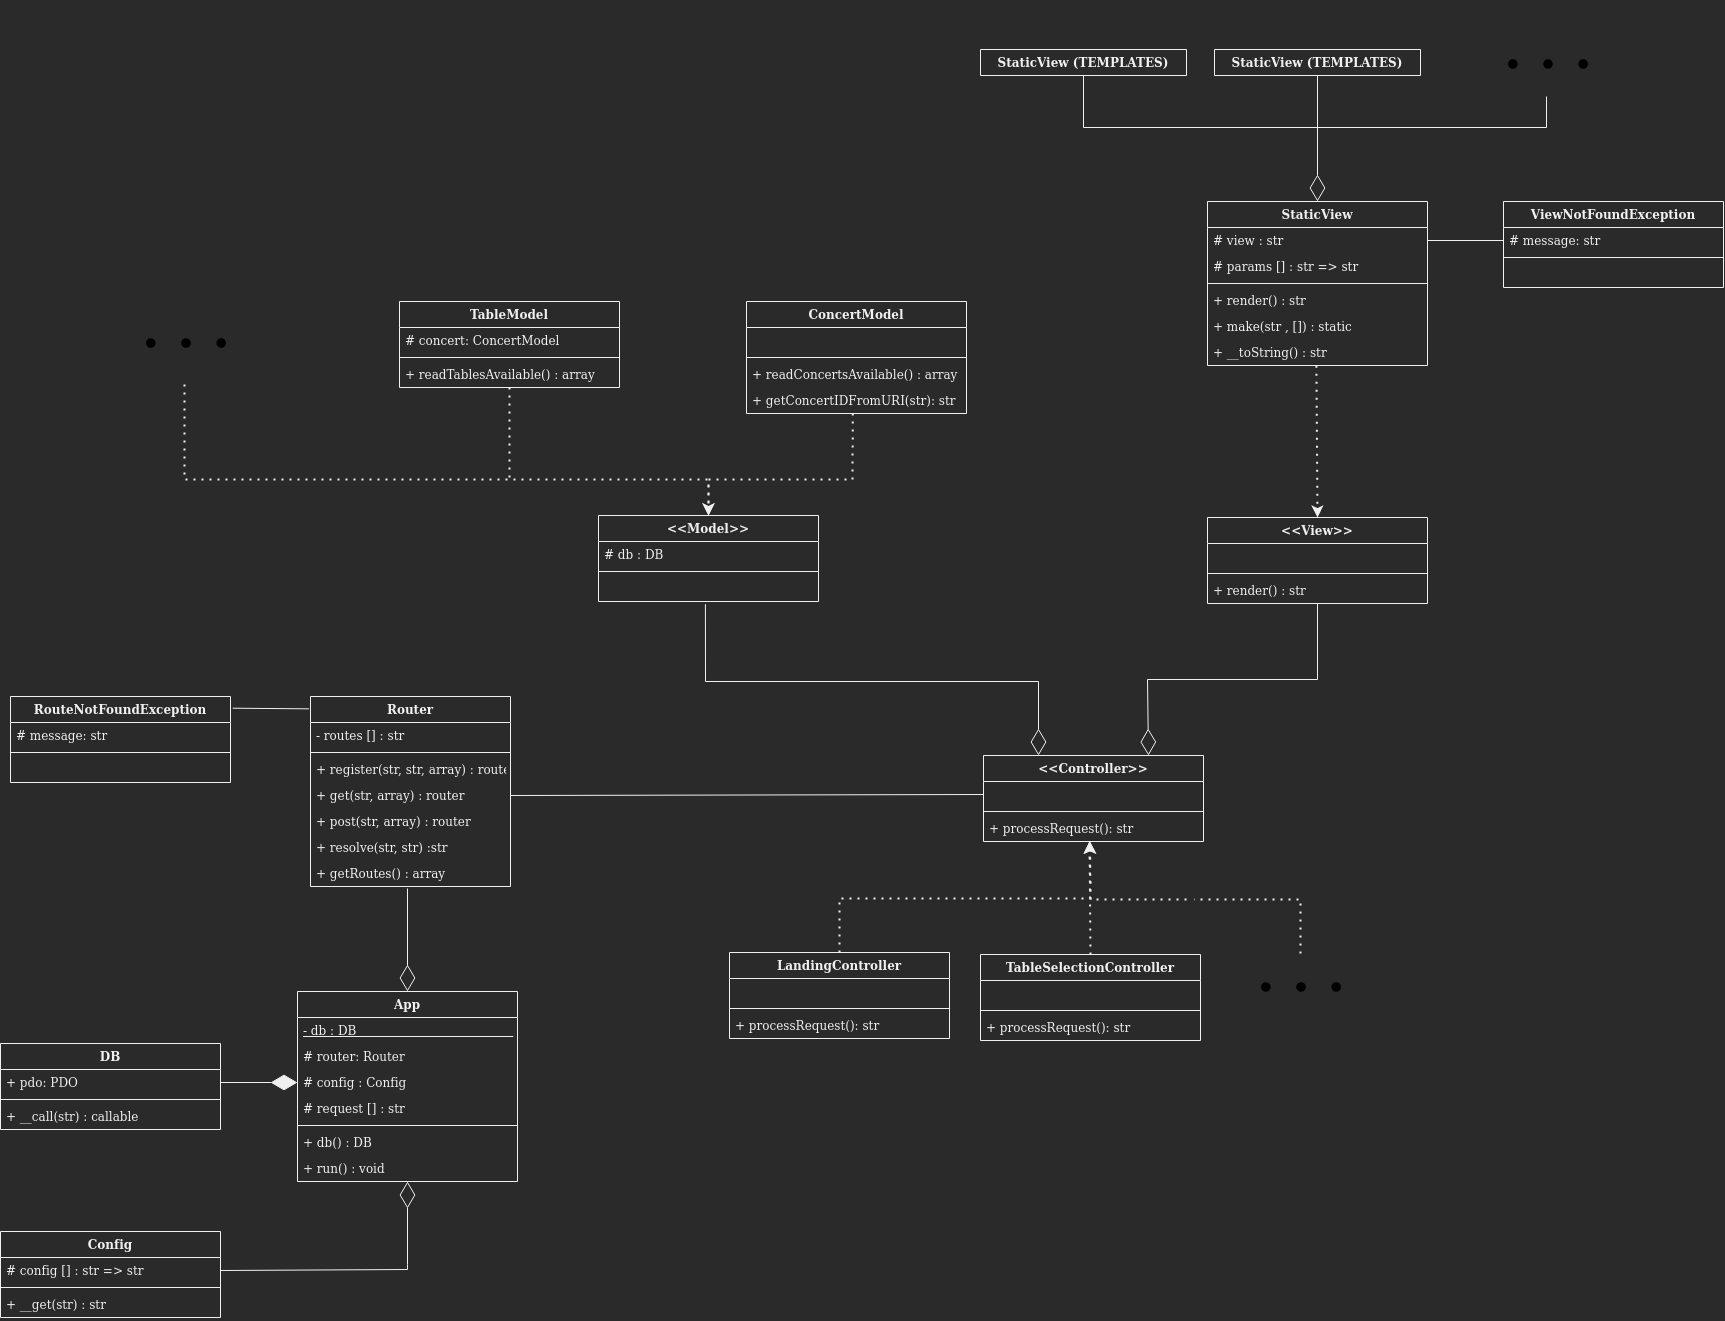 StaticView (TEMPLATES)
StaticView (TEMPLATES)
StaticView
# view : str
# params [] : str => str
+ render() : str
+ make(str , []) : static
+ __toString() : str
ViewNotFoundException
# message: str
TableModel
# concert: ConcertModel
+ readTablesAvailable() : array
ConcertModel
+ readConcertsAvailable() : array
+ getConcertIDFromURI(str): str
<<Model>>
# db : DB
<<View>>
+ render() : str
RouteNotFoundException
# message: str
Router
- routes [] : str
+ register(str, str, array) : route
+ get(str, array) : router
+ post(str, array) : router
+ resolve(str, str) :str
+ getRoutes() : array
<<Controller>>
+ processRequest(): str
LandingController
+ processRequest(): str
TableSelectionController
+ processRequest(): str
App
- db : DB
# router: Router
# config : Config
# request [] : str
+ db() : DB
+ run() : void
DB
+ pdo: PDO
+ __call(str) : callable
Config
# config [] : str => str
+ __get(str) : str